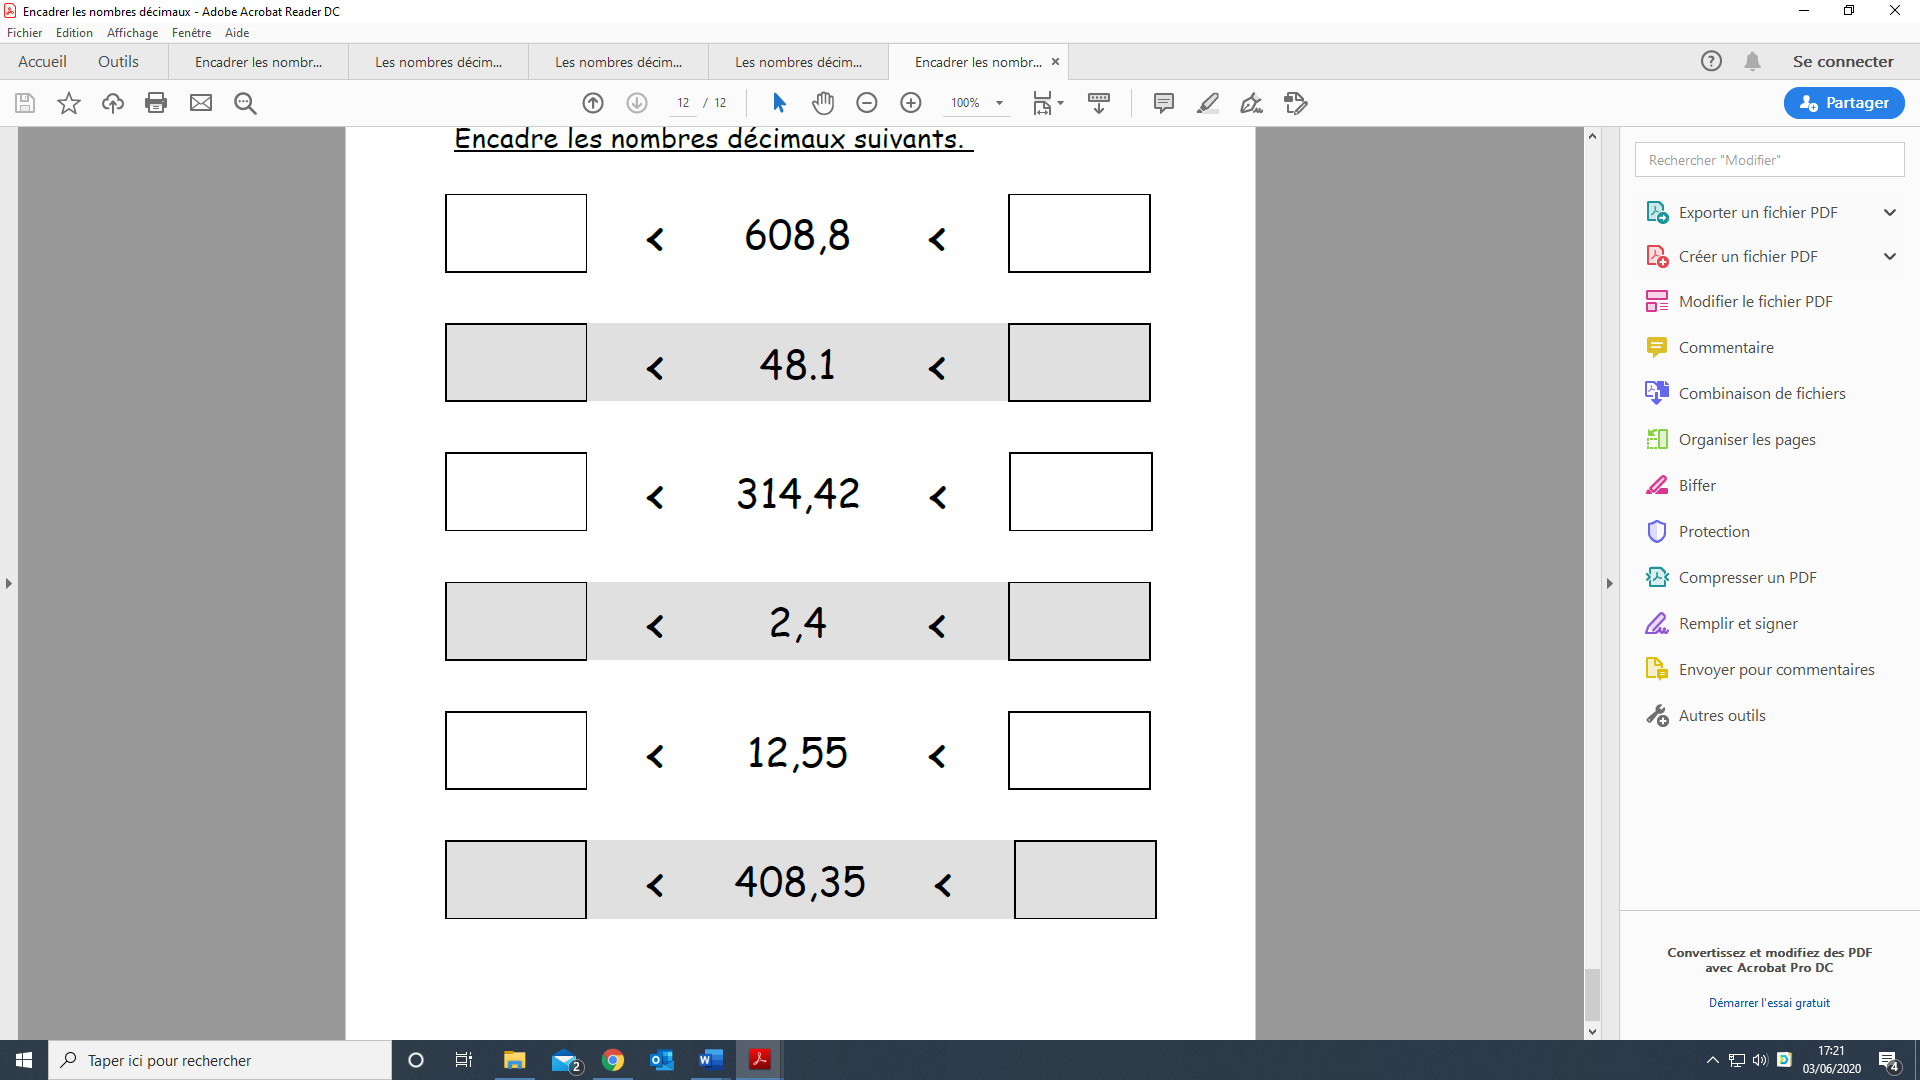 Encadrer les nombres décimaux - Adobe Acrobat Reader DC
Fichier Edition Affichage Fenêtre Aide
Accueil Outils Encadrer les nombr... Les nombres décim... Les nombres décim... Les nombres décim... Encadrer les nombr... Se connecter
12 / 12 100% Partager
Encadre les nombres décimaux suivants.
< 608,8 <
< 48.1 <
< 314,42 <
< 2,4 <
< 12,55 <
< 408,35 <
Rechercher "Modifier"
Exporter un fichier PDF
Créer un fichier PDF
Modifier le fichier PDF
Commentaire
Combinaison de fichiers
Organiser les pages
Biffer
Protection
Compresser un PDF
Remplir et signer
Envoyer pour commentaires
Autres outils
Convertissez et modifiez des PDF
avec Acrobat Pro DC
Démarrer l'essai gratuit
Taper ici pour rechercher
2
17:21
03/06/2020
4